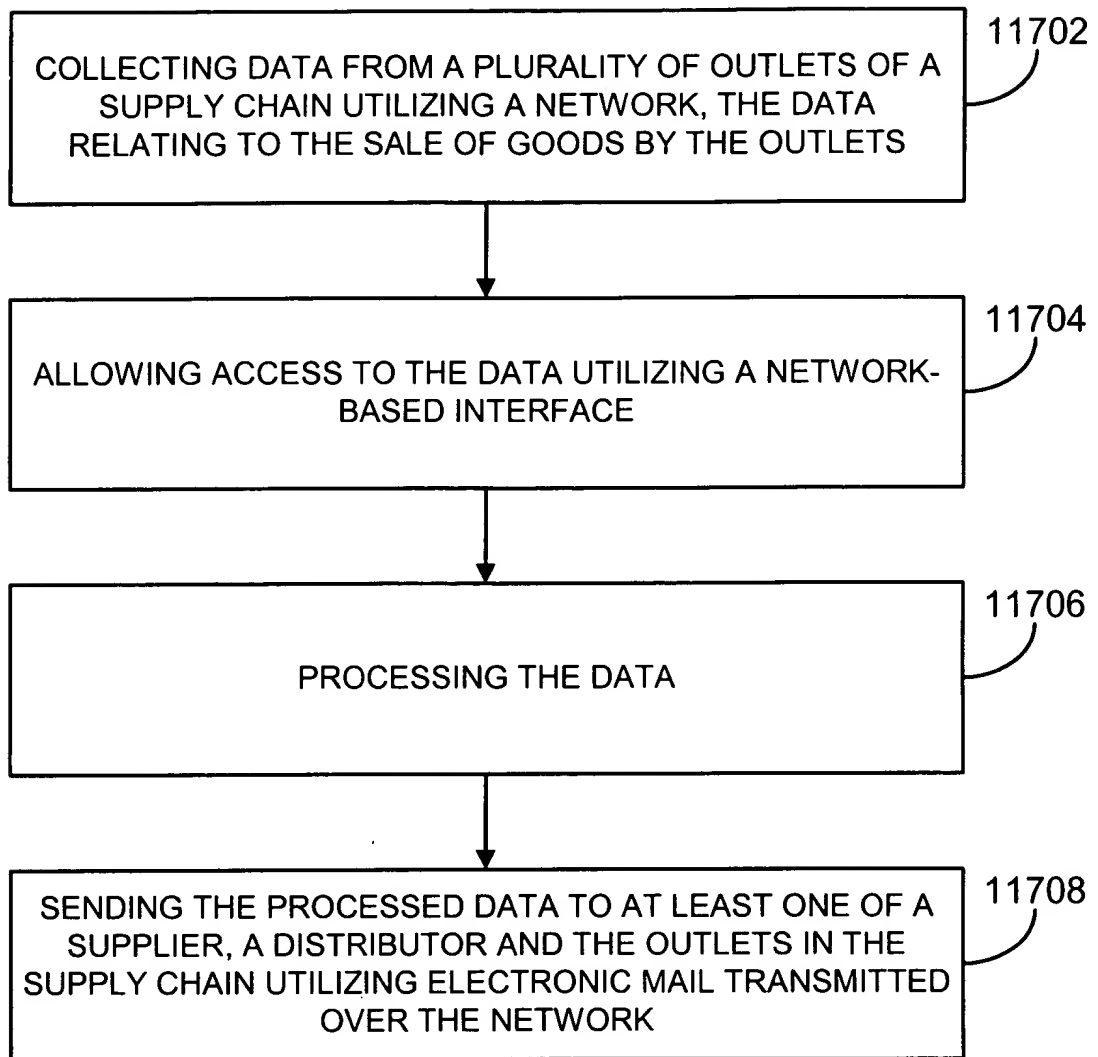 11702
COLLECTING DATA FROM A PLURALITY OF OUTLETS OF A
SUPPLY CHAIN UTILIZING A NETWORK, THE DATA
RELATING TO THE SALE OF GOODS BY THE OUTLETS
11704
ALLOWING ACCESS TO THE DATA UTILIZING A NETWORK-
BASED INTERFACE
11706
PROCESSING THE DATA
11708
SENDING THE PROCESSED DATA TO AT LEAST ONE OF A
SUPPLIER, A DISTRIBUTOR AND THE OUTLETS IN THE
SUPPLY CHAIN UTILIZING ELECTRONIC MAIL TRANSMITTED
OVER THE NETWORK